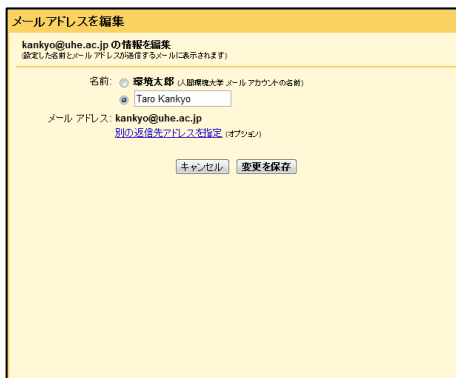 メールアドレスを編集
kankyo@uhe.ac.jp の情報を編集
(設定した名前とメール アドレスが送信するメールに表示されます)
名前: 環境太郎 (人間環境大学 メール アカウントの名前)
Taro Kankyo
メール アドレス: kankyo@uhe.ac.jp
別の返信先アドレスを指定 (オプション)
キャンセル 変更を保存